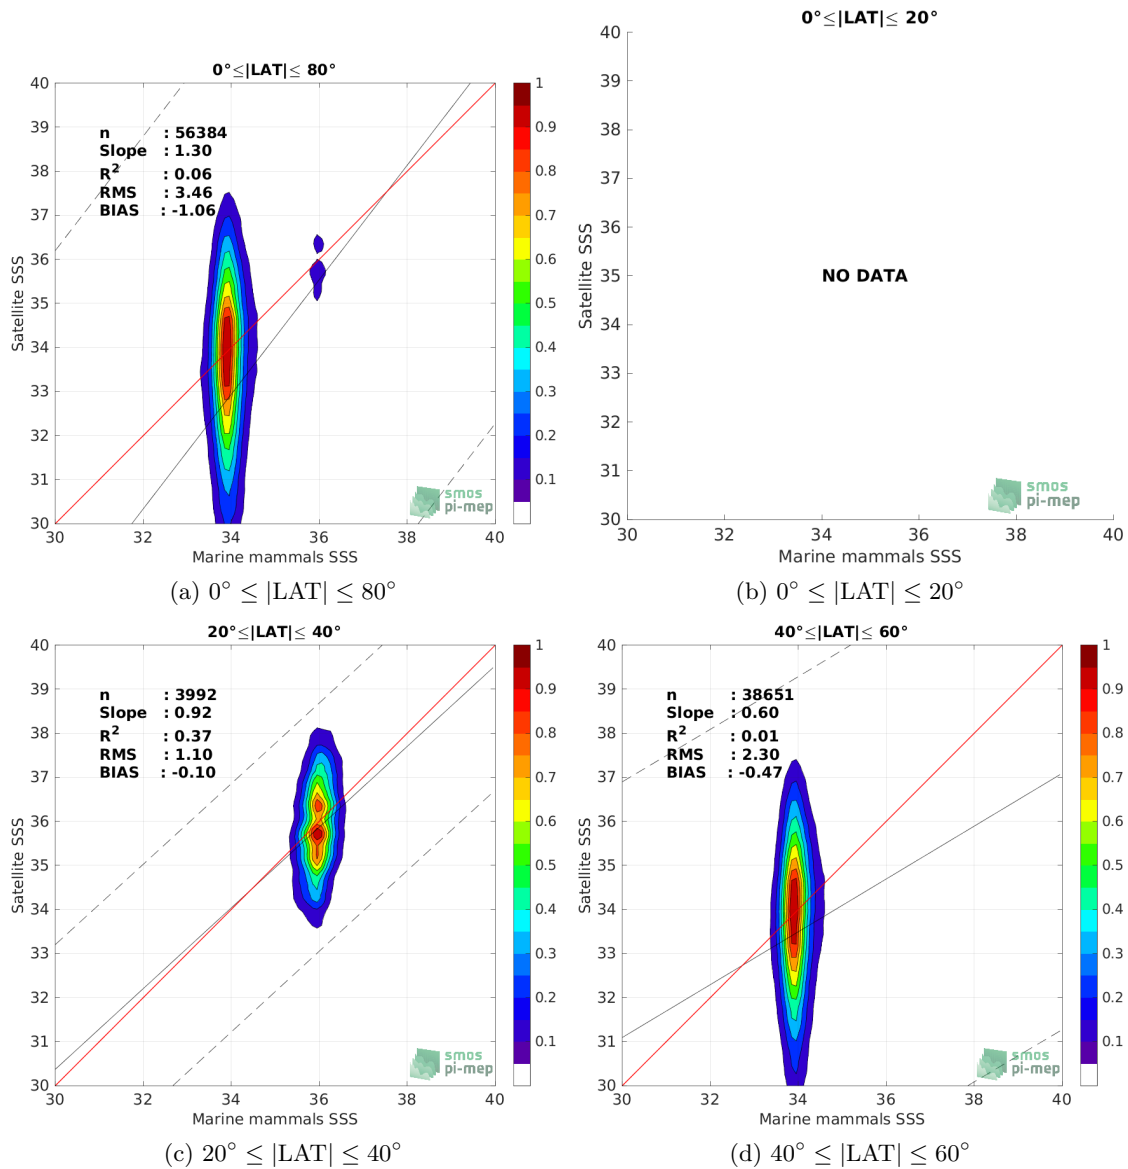 0°≤|LAT|≤ 80°
40
39
38
37
36
35
34
33
32
31
30
Satellite SSS
n : 56384
Slope : 1.30
R² : 0.06
RMS : 3.46
BIAS : -1.06
smos
pi-mep
30 32 34 36 38 40
Marine mammals SSS
1
0.9
0.8
0.7
0.6
0.5
0.4
0.3
0.2
0.1
(a) 0° ≤ |LAT| ≤ 80°
0°≤|LAT|≤ 20°
40
39
38
37
36
35
34
33
32
31
30
Satellite SSS
NO DATA
smos
pi-mep
30 32 34 36 38 40
Marine mammals SSS
(b) 0° ≤ |LAT| ≤ 20°
20°≤|LAT|≤ 40°
40
39
38
37
36
35
34
33
32
31
30
Satellite SSS
n : 3992
Slope : 0.92
R² : 0.37
RMS : 1.10
BIAS : -0.10
smos
pi-mep
30 32 34 36 38 40
Marine mammals SSS
1
0.9
0.8
0.7
0.6
0.5
0.4
0.3
0.2
0.1
(c) 20° ≤ |LAT| ≤ 40°
40°≤|LAT|≤ 60°
40
39
38
37
36
35
34
33
32
31
30
Satellite SSS
n : 38651
Slope : 0.60
R² : 0.01
RMS : 2.30
BIAS : -0.47
smos
pi-mep
30 32 34 36 38 40
Marine mammals SSS
1
0.9
0.8
0.7
0.6
0.5
0.4
0.3
0.2
0.1
(d) 40° ≤ |LAT| ≤ 60°